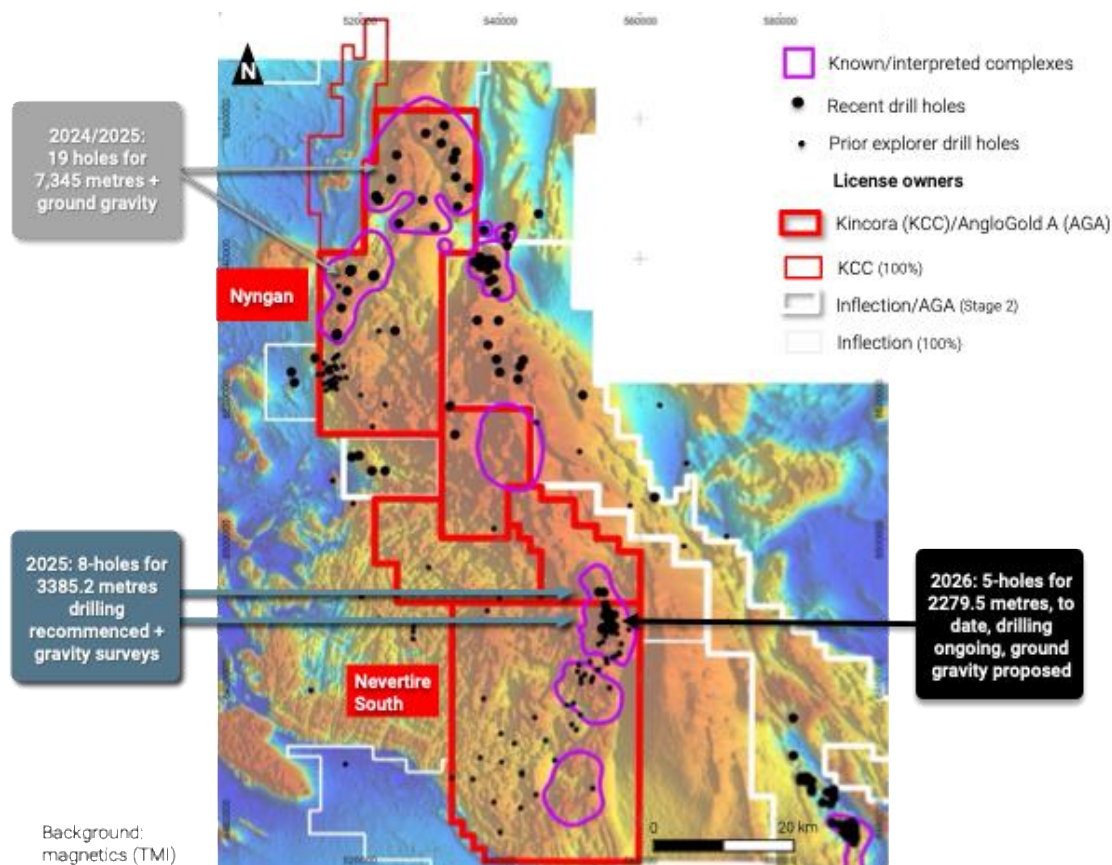 520000
540000
560000
580000
N
Known/interpreted complexes
Recent drill holes
Prior explorer drill holes
License owners
Kincora (KCC)/AngloGold A (AGA)
KCC (100%)
Inflection/AGA (Stage 2)
Inflection (100%)
2024/2025:
19 holes for
7,345 metres +
ground gravity
Nyngan
2025: 8-holes for
3385.2 metres
drilling
recommenced +
gravity surveys
2026: 5-holes for
2279.5 metres, to
date, drilling
ongoing, ground
gravity proposed
Nevertire
South
0
20 km
Background:
magnetics (TMI)